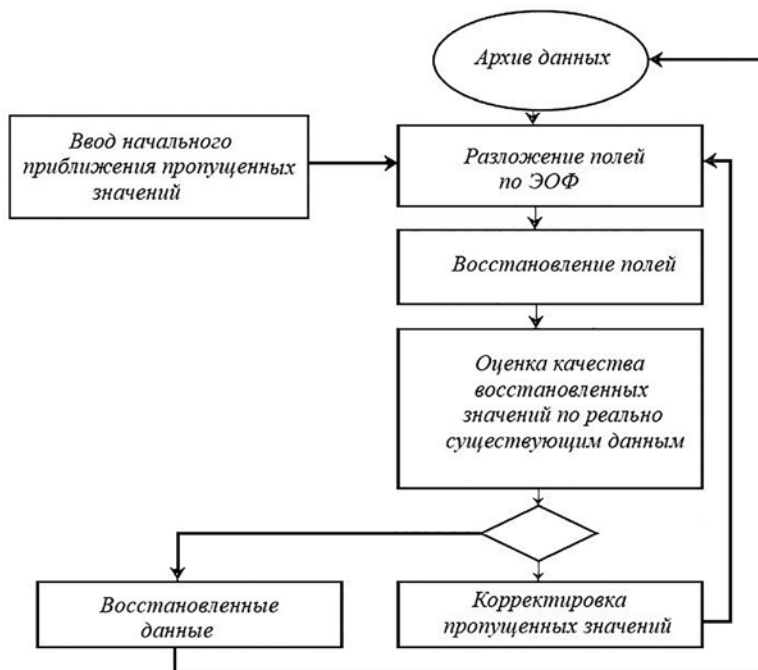 Архив данных
Ввод начального
приближения пропущенных
значений
Разложение полей
по ЭОФ
Восстановление полей
Оценка качества
восстановленных
значений по реально
существующим данным
Восстановленные
данные
Корректировка
пропущенных значений